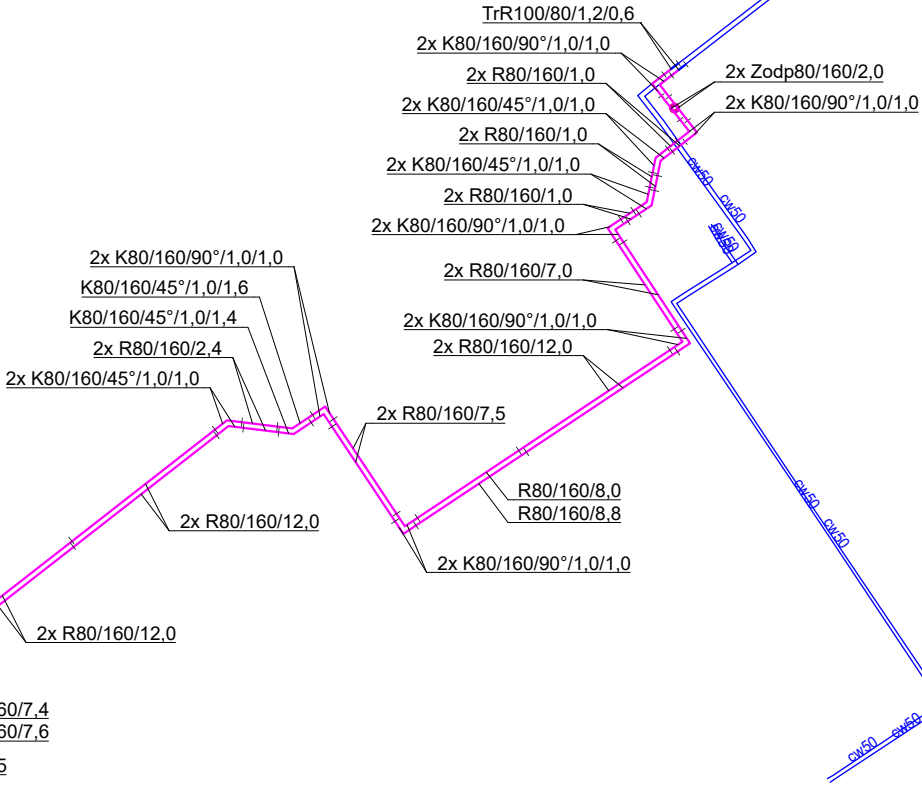 TrR100/80/1,2/0,6
2x K80/160/90°/1,0/1,0
2x R80/160/1,0
2x Zodp80/160/2,0
2x K80/160/45°/1,0/1,0
2x K80/160/90°/1,0/1,0
2x R80/160/1,0
2x K80/160/45°/1,0/1,0
cw50
2x R80/160/1,0
cw50
2x K80/160/90°/1,0/1,0
cw50
cw50
2x K80/160/90°/1,0/1,0
2x R80/160/7,0
K80/160/45°/1,0/1,6
K80/160/45°/1,0/1,4
2x K80/160/90°/1,0/1,0
2x R80/160/2,4
2x R80/160/12,0
2x K80/160/45°/1,0/1,0
2x R80/160/7,5
R80/160/8,0
cw50
R80/160/8,8
2x R80/160/12,0
cw50
2x K80/160/90°/1,0/1,0
2x R80/160/12,0
60/7,4
60/7,6
cw50
cw50
5